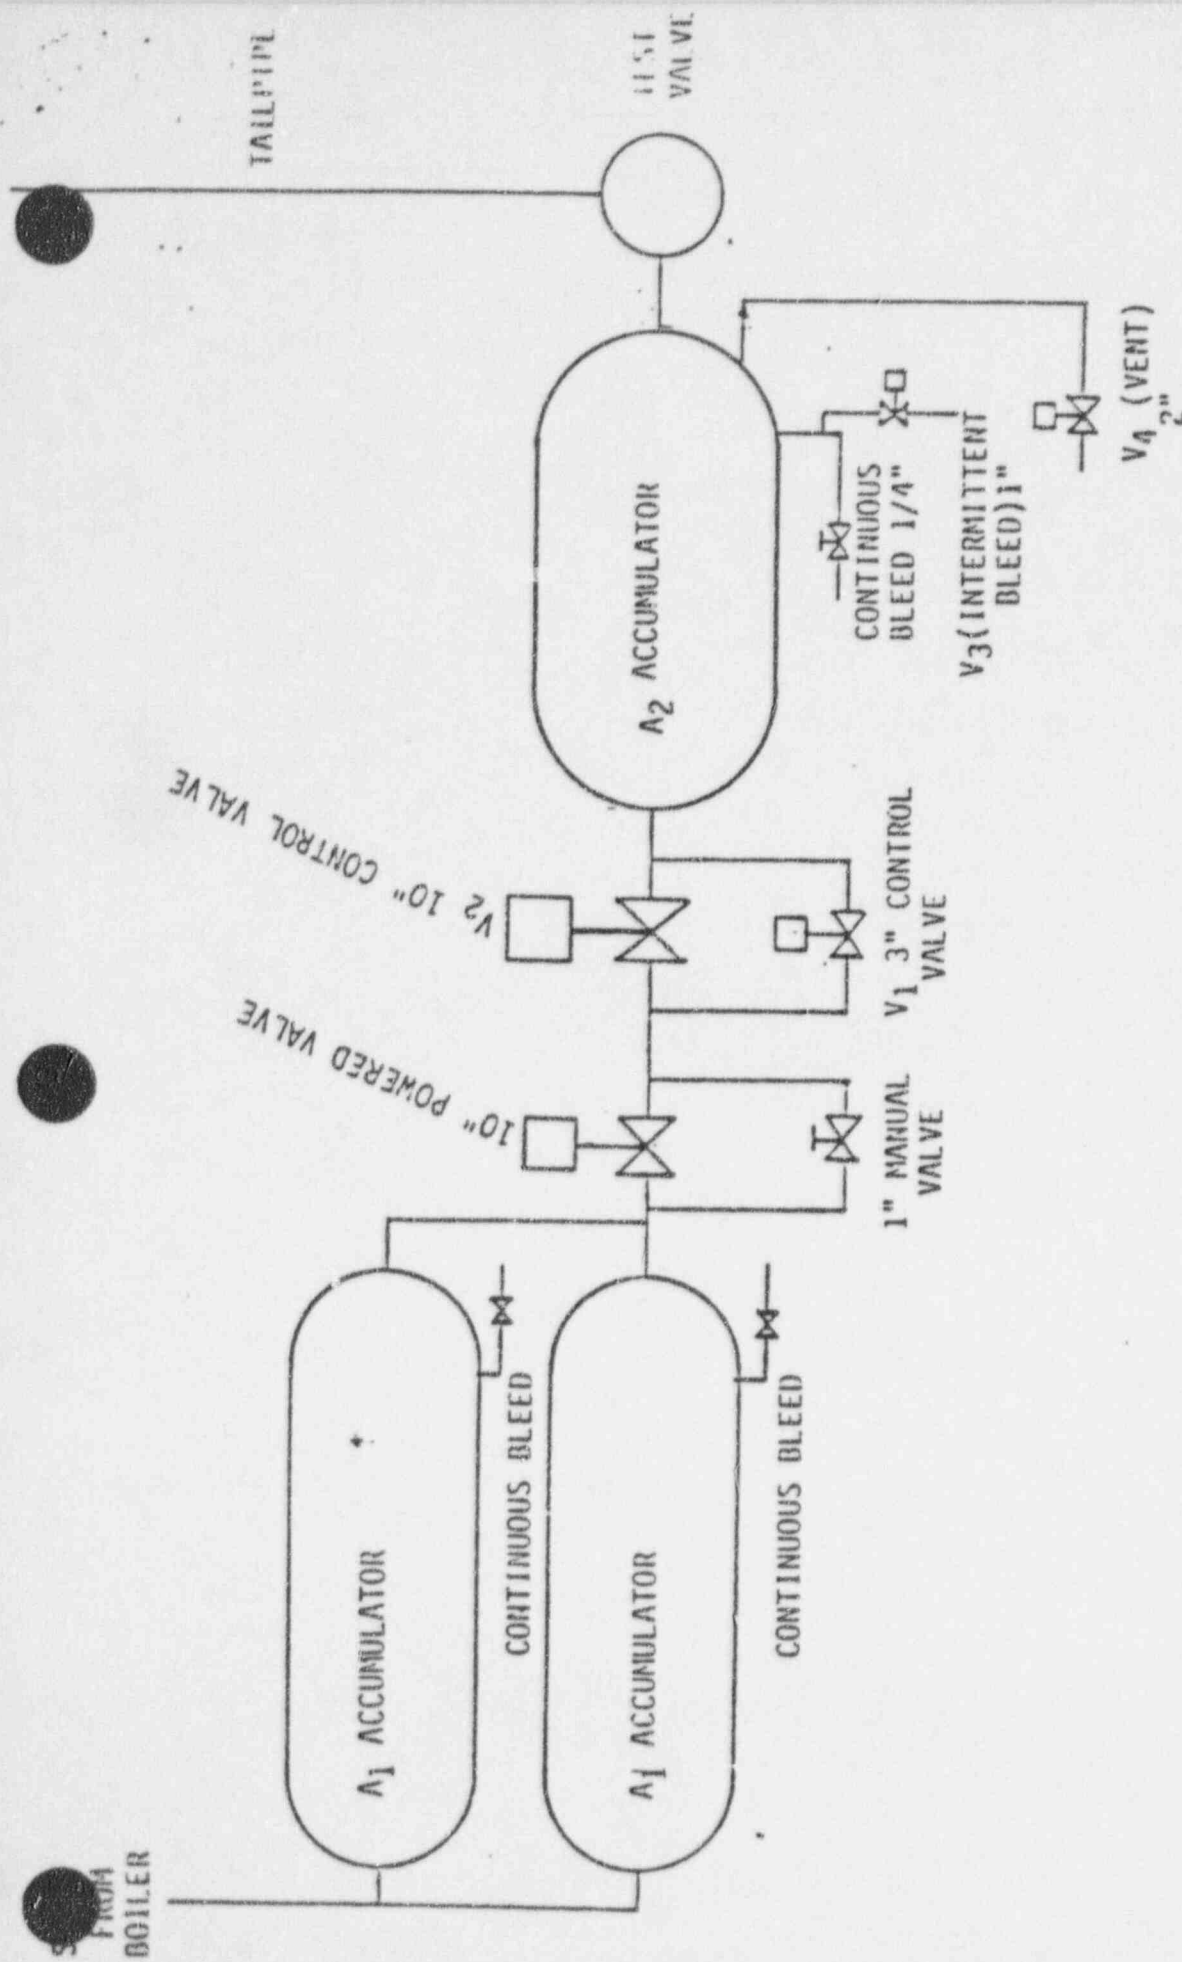 FROM
BOILER
A1 ACCUMULATOR
CONTINUOUS BLEED
A1 ACCUMULATOR
CONTINUOUS BLEED
10" POWERED VALVE
1" MANUAL
VALVE
V2 10" CONTROL VALVE
V1 3" CONTROL
VALVE
A2 ACCUMULATOR
CONTINUOUS
BLEED 1/4"
V3(INTERMITTENT
BLEED)1"
V4 (VENT)
TEST
VALVE
TAILPIPE